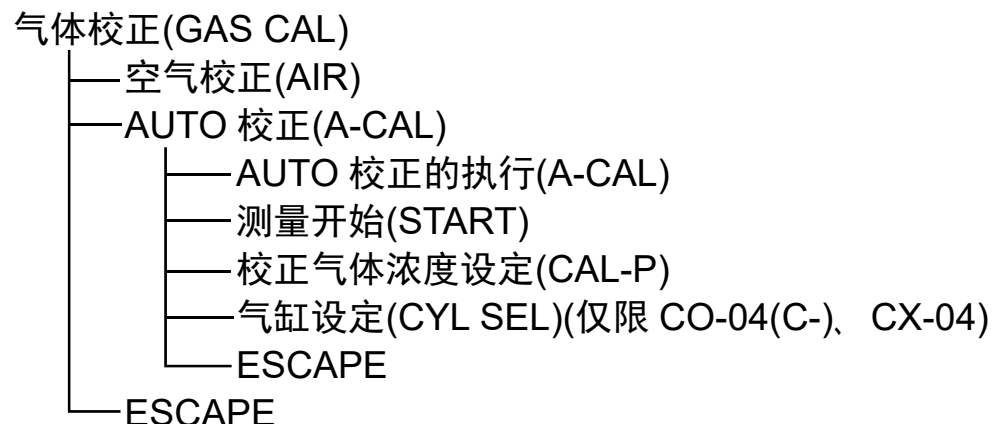 气体校正(GAS CAL)
空气校正(AIR)
AUTO 校正(A-CAL)
AUTO 校正的执行(A-CAL)
测量开始(START)
校正气体浓度设定(CAL-P)
气缸设定(CYL SEL)(仅限 CO-04(C-)、 CX-04)
ESCAPE
ESCAPE